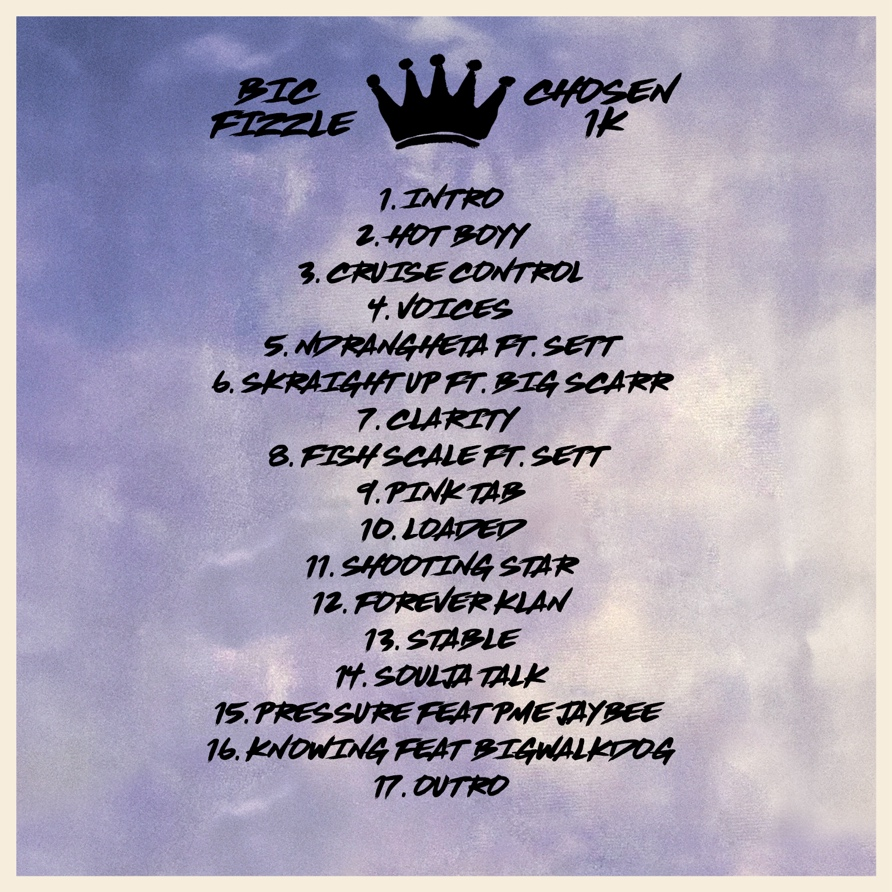 BIC FIZZLE
CHOSEN 1K
1. INTRO
2. HOT BOYY
3. CRUISE CONTROL
4. VOICES
5. NDRANGHETA FT. SETT
6. SKRAIGHT UP FT. BIG SCARR
7. CLARITY
8. FISH SCALE FT. SETT
9. PINK TAB
10. LOADED
11. SHOOTING STAR
12. FOREVER KLAN
13. STABLE
14. SOULJA TALK
15. PRESSURE FEAT PME JAYBEE
16. KNOWING FEAT BIGWALKDOG
17. OUTRO